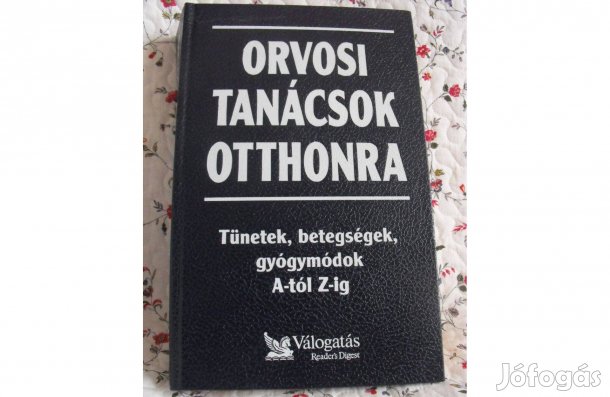 ORVOSI
TANÁCSOK
OTTHONRA
Tünetek, betegségek,
gyógymódok
A-tól Z-ig
Válogatás
Reader's Digest
Jófogás